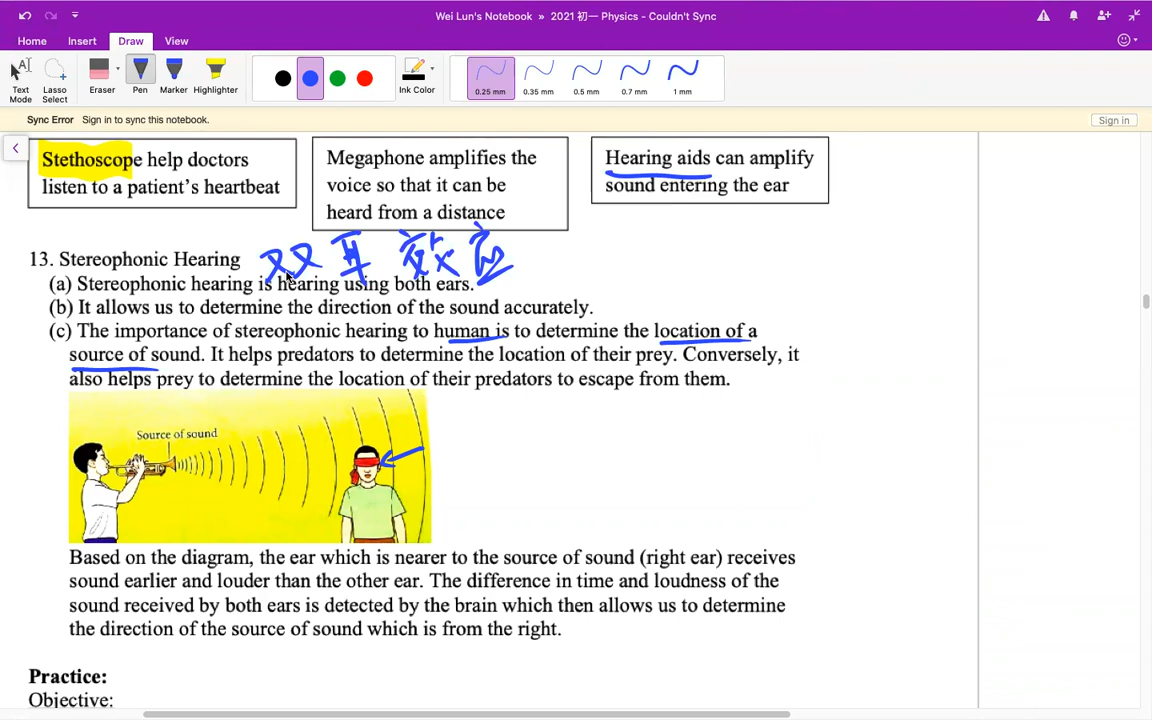 Wei Lun's Notebook » 2021 初一 Physics - Couldn't Sync
Home Insert Draw View
Text Mode
Lasso Select
Eraser
Pen
Marker
Highlighter
Ink Color
0.25 mm
0.35 mm
0.5 mm
0.7 mm
1 mm
Sync Error Sign in to sync this notebook.
Sign in
Stethoscope help doctors
listen to a patient's heartbeat
Megaphone amplifies the
voice so that it can be
heard from a distance
Hearing aids can amplify
sound entering the ear
13. Stereophonic Hearing 双耳效应
(a) Stereophonic hearing is hearing using both ears.
(b) It allows us to determine the direction of the sound accurately.
(c) The importance of stereophonic hearing to human is to determine the location of a
source of sound. It helps predators to determine the location of their prey. Conversely, it
also helps prey to determine the location of their predators to escape from them.
Source of sound
Based on the diagram, the ear which is nearer to the source of sound (right ear) receives
sound earlier and louder than the other ear. The difference in time and loudness of the
sound received by both ears is detected by the brain which then allows us to determine
the direction of the source of sound which is from the right.
Practice:
Objective: